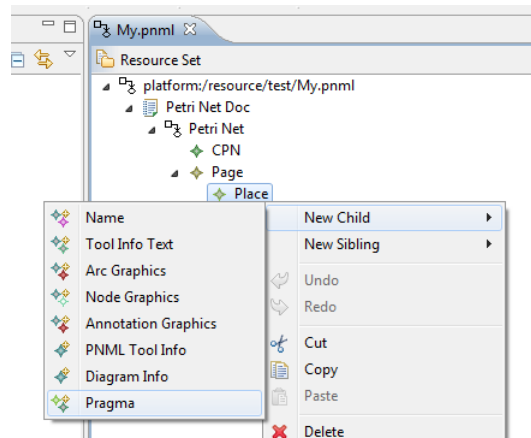 My.pnml
Resource Set
platform:/resource/test/My.pnml
Petri Net Doc
Petri Net
CPN
Page
Place
Name
Tool Info Text
Arc Graphics
Node Graphics
Annotation Graphics
PNML Tool Info
Diagram Info
Pragma
New Child
New Sibling
Undo
Redo
Cut
Copy
Paste
Delete